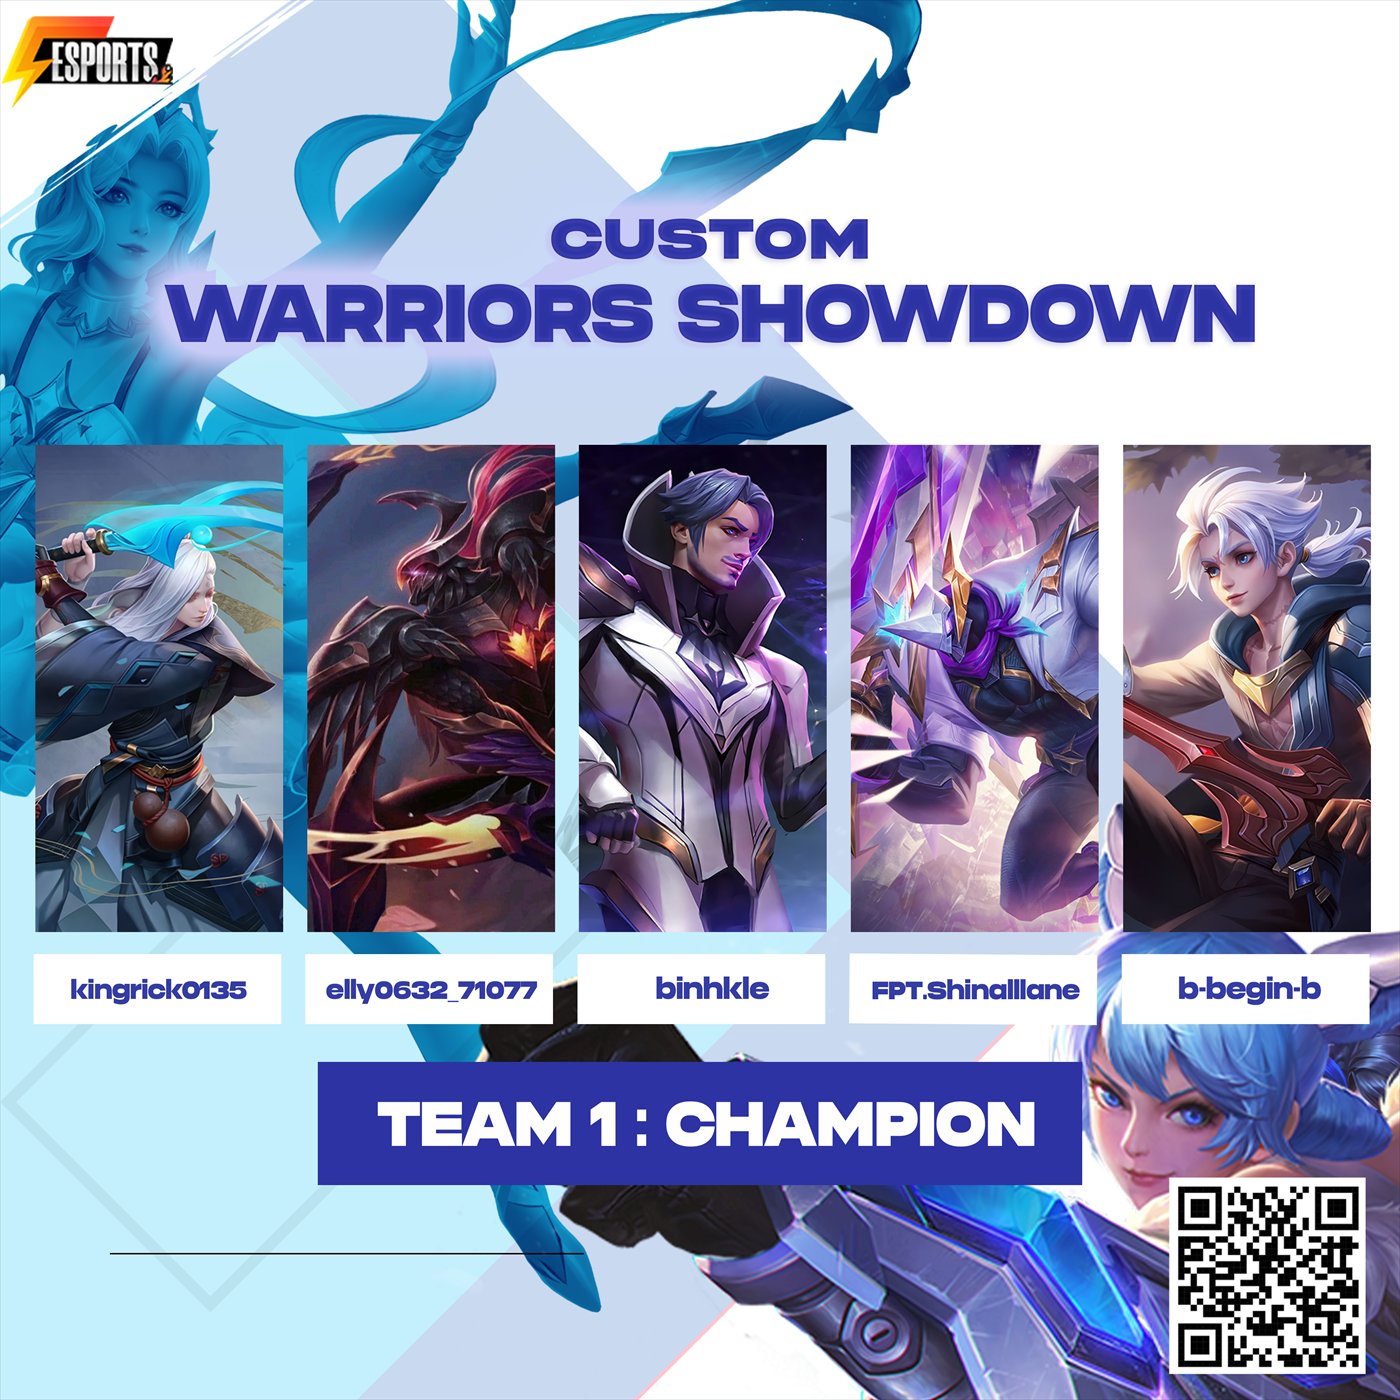 ESPORTS
CUSTOM
WARRIORS SHOWDOWN
kingrick0135
elly0632_71077
binhkle
FPT.Shinalllane
b-begin-b
TEAM 1 : CHAMPION